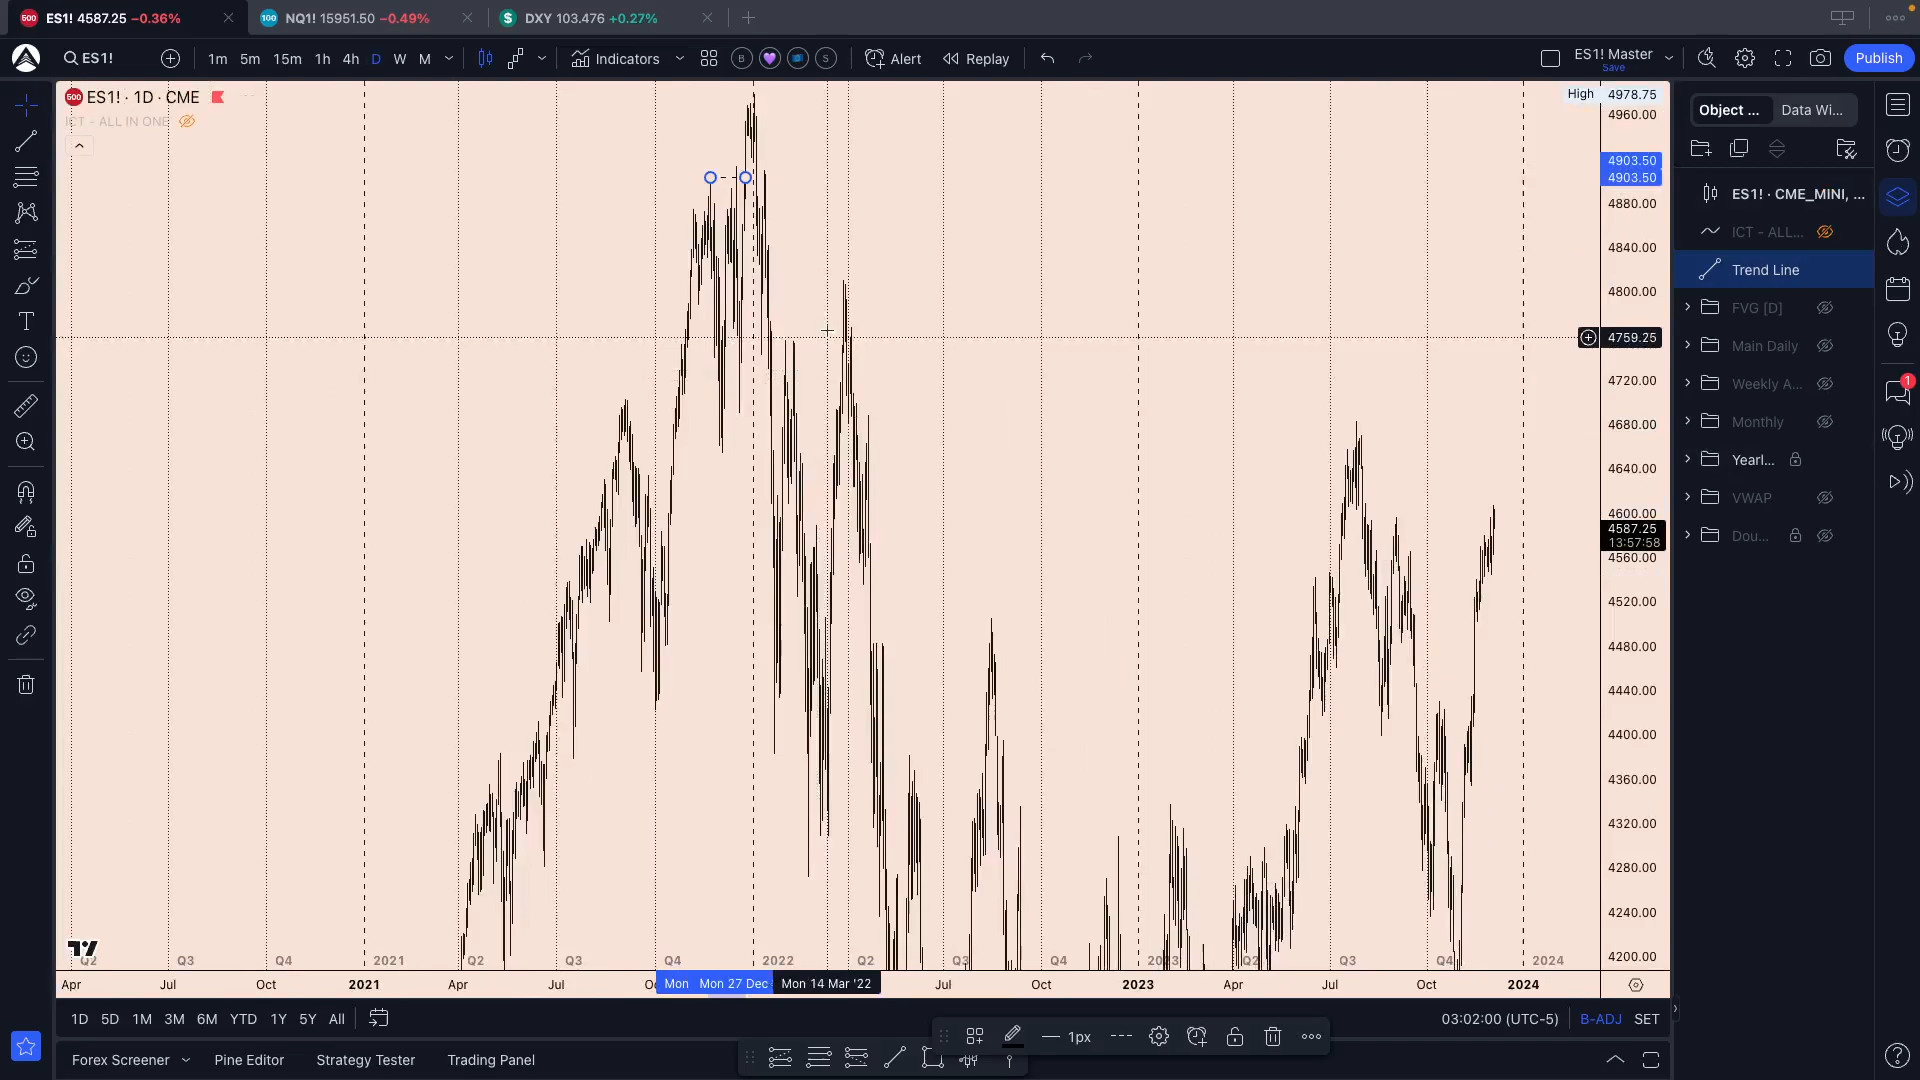 500 ES1! 4587.25 −0.36%
100 NQ1! 15951.50 −0.49%
$ DXY 103.476 +0.27%
ES1!
1m 5m 15m 1h 4h D W M
Indicators
B
S
Alert
Replay
ES1! Master
Save
Publish
500 ES1! · 1D · CME
ICT - ALL IN ONE
High 4978.75
4960.00
4903.50
4903.50
4880.00
4840.00
4800.00
4759.25
4720.00
4680.00
4640.00
4600.00
4587.25
13:57:58
4560.00
4520.00
4480.00
4440.00
4400.00
4360.00
4320.00
4280.00
4240.00
4200.00
Object ...
Data Wi...
ES1! · CME_MINI, ...
ICT - ALL...
Trend Line
FVG [D]
Main Daily
Weekly A...
Monthly
Yearl...
VWAP
Dou...
1
Q2 Q3 Q4 2021 Q2 Q3 Q4 2022 Q2 Q3 Q4 2023 Q2 Q3 Q4 2024
Apr Jul Oct 2021 Apr Jul Mon Mon 27 Dec Mon 14 Mar '22 Jul Oct 2023 Apr Jul Oct 2024
1D 5D 1M 3M 6M YTD 1Y 5Y All
03:02:00 (UTC-5) B-ADJ SET
1px
Forex Screener
Pine Editor
Strategy Tester
Trading Panel